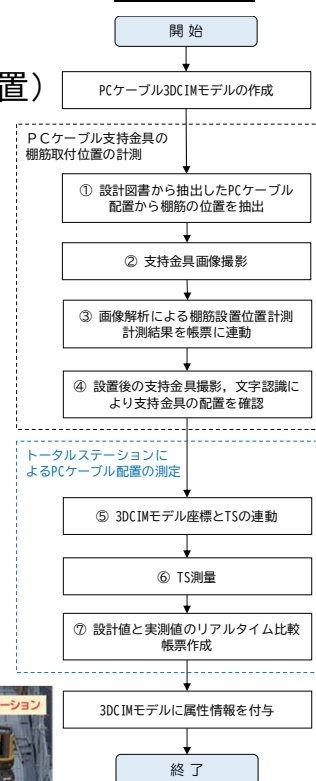 開 始
置）
PCケーブル3DCIMモデルの作成
ＰＣケーブル支持金具の
棚筋取付位置の計測
① 設計図書から抽出したPCケーブル
配置から棚筋の位置を抽出
② 支持金具画像撮影
③ 画像解析による棚筋設置位置計測
計測結果を帳票に連動
④ 設置後の支持金具撮影，文字認識に
より支持金具の配置を確認
トータルステーションに
よるPCケーブル配置の測定
⑤ 3DCIMモデル座標とTSの連動
⑥ TS測量
⑦ 設計値と実測値のリアルタイム比較
帳票作成
ーション
3DCIMモデルに属性情報を付与
終 了